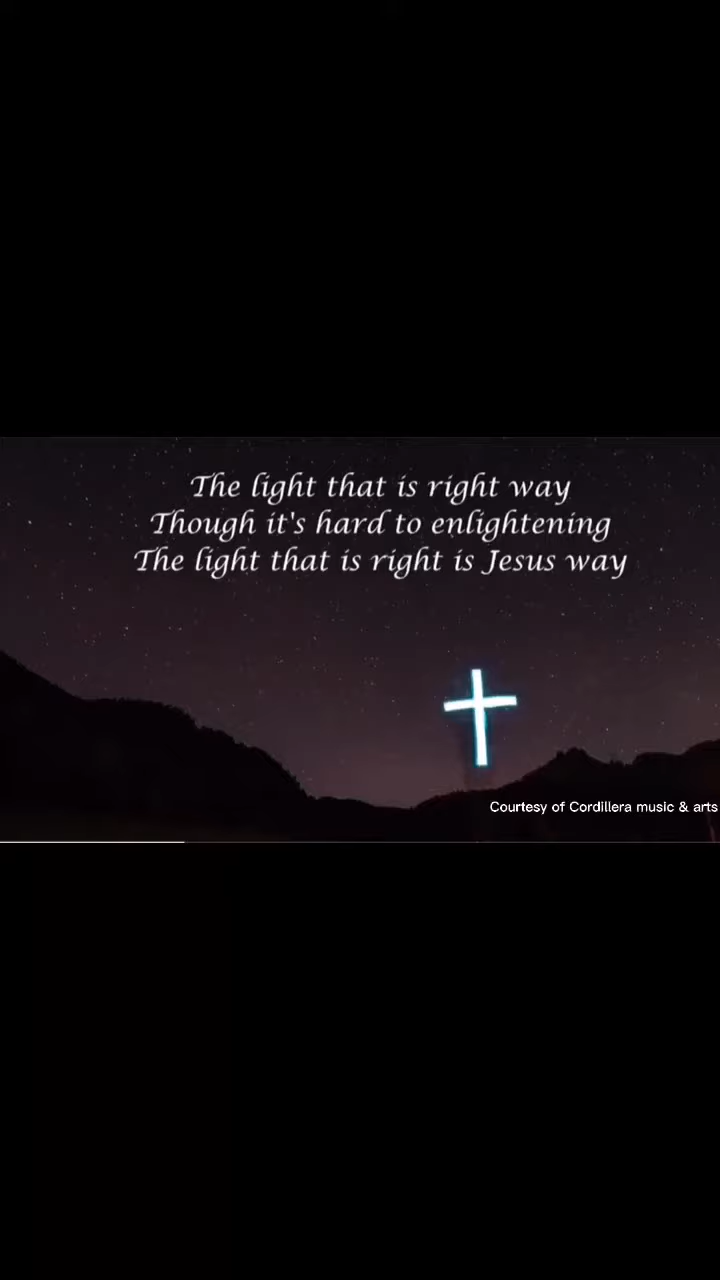 The light that is right way
Though it's hard to enlightening
The light that is right is Jesus way
Courtesy of Cordillera music & arts